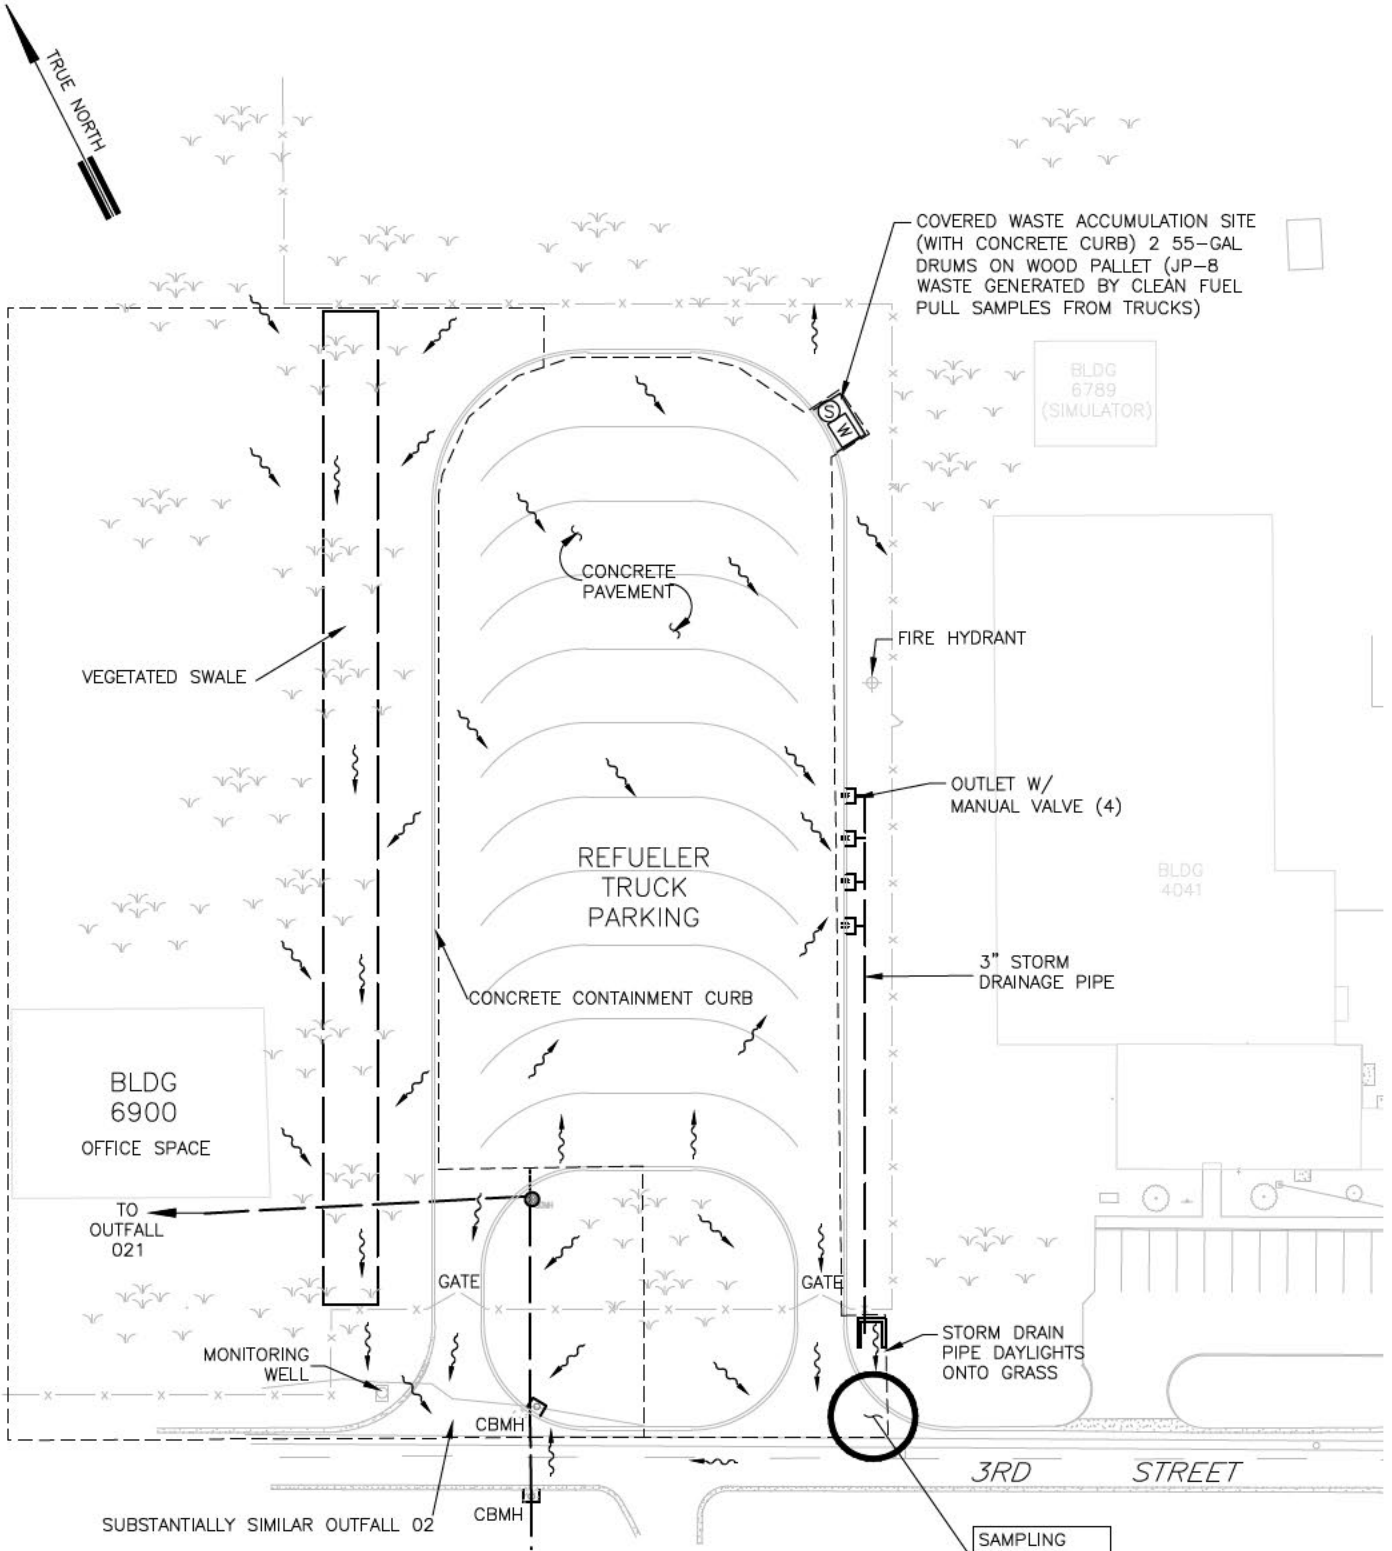 TRUE NORTH
COVERED WASTE ACCUMULATION SITE
(WITH CONCRETE CURB) 2 55-GAL
DRUMS ON WOOD PALLET (JP-8
WASTE GENERATED BY CLEAN FUEL
PULL SAMPLES FROM TRUCKS)
BLDG
6789
(SIMULATOR)
S
W
CONCRETE
PAVEMENT
FIRE HYDRANT
VEGETATED SWALE
OUTLET W/
MANUAL VALVE (4)
REFUELER
TRUCK
PARKING
BLDG
4041
3" STORM
DRAINAGE PIPE
CONCRETE CONTAINMENT CURB
BLDG
6900
OFFICE SPACE
TO
OUTFALL
021
GATE
GATE
MONITORING
WELL
STORM DRAIN
PIPE DAYLIGHTS
ONTO GRASS
CBMH
3RD STREET
CBMH
SUBSTANTIALLY SIMILAR OUTFALL 02
SAMPLING